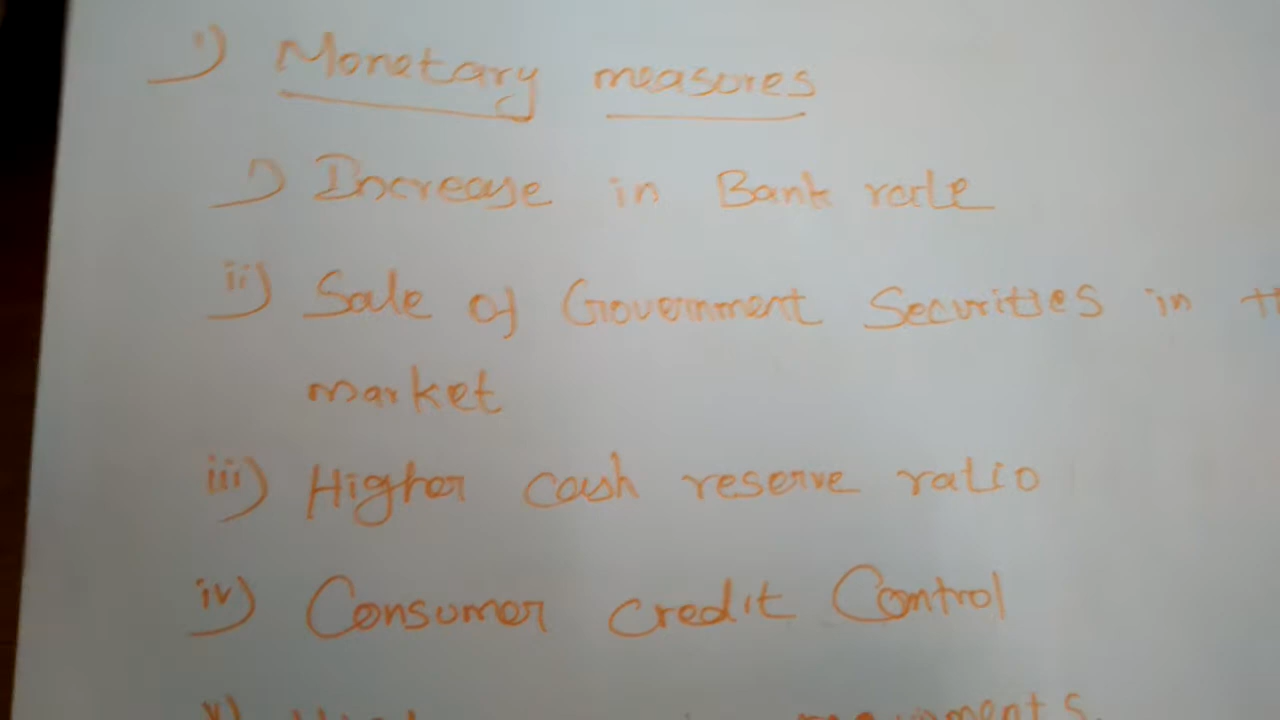 1) Monetary measures
i) Increase in Bank rate
ii) Sale of Government Securities in
market
iii) Higher cash reserve ratio
iv) Consumer credit Control
v)